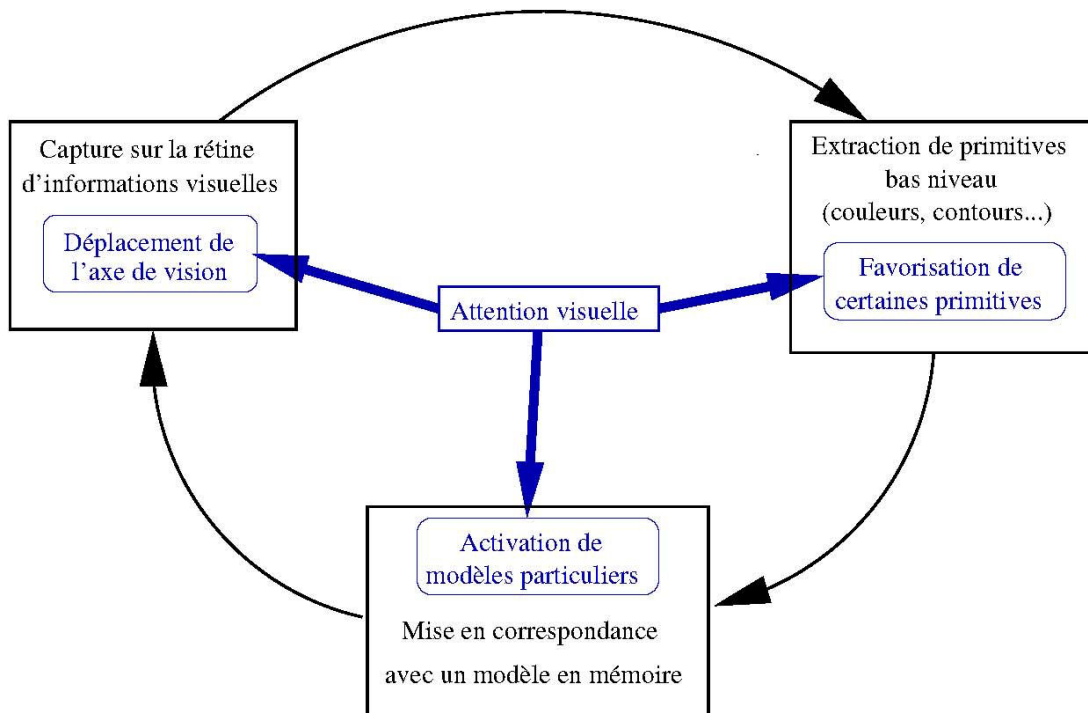 Capture sur la rétine
d'informations visuelles
Déplacement de
l'axe de vision
Extraction de primitives
bas niveau
(couleurs, contours...)
Favorisation de
certaines primitives
Attention visuelle
Activation de
modèles particuliers
Mise en correspondance
avec un modèle en mémoire